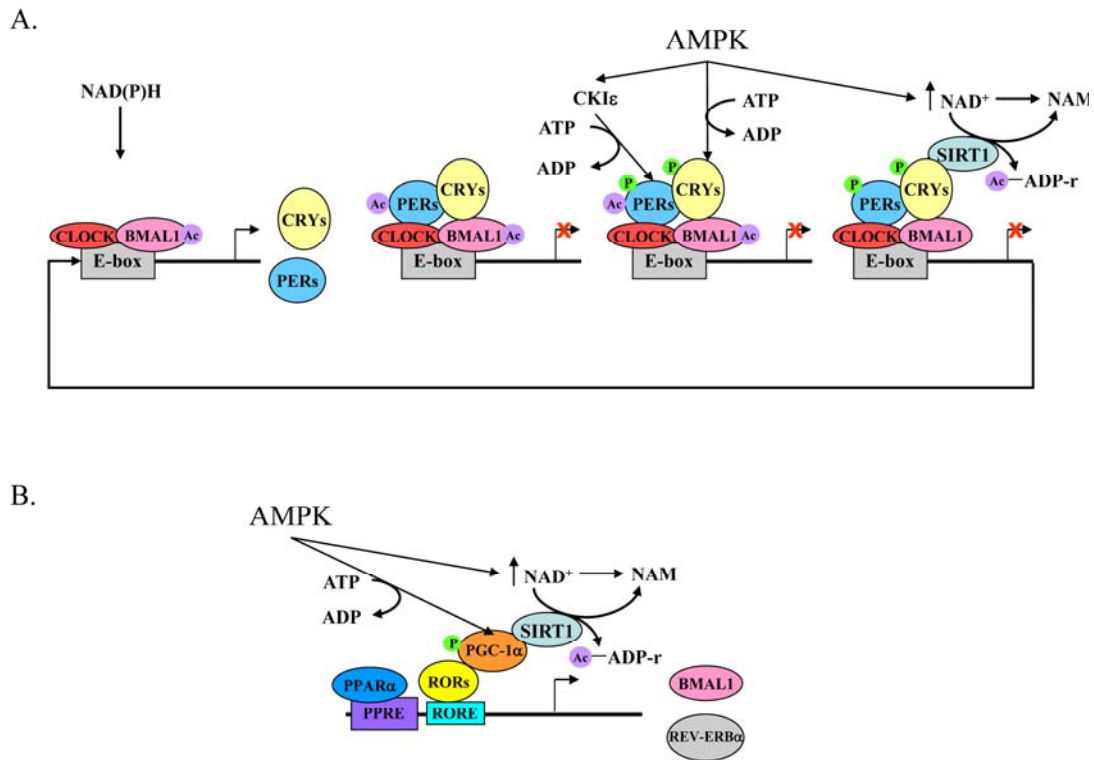 A.
AMPK
NAD(P)H
CKIε
ATP
ADP
ATP
ADP
NAD⁺
NAM
SIRT1
Ac
ADP-r
CLOCK
BMAL1
Ac
E-box
CRYs
PERs
Ac
PERs
CRYs
CLOCK
BMAL1
Ac
E-box
P
P
Ac
PERs
CRYs
CLOCK
BMAL1
Ac
E-box
P
P
PERs
CRYs
CLOCK
BMAL1
E-box
X
X
X
B.
AMPK
ATP
ADP
NAD⁺
NAM
SIRT1
P
PGC-1α
Ac
ADP-r
PPARα
RORs
PPRE
RORE
BMAL1
REV-ERBα